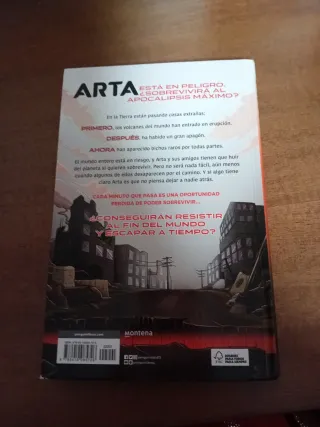 ARTA ESTÁ EN PELIGRO.
¿SOBREVIVIRÁ AL
APOCALIPSIS MÁXIMO?
En la Tierra están pasando cosas extrañas.
PRIMERO, los volcanes del mundo han entrado en erupción.
DESPUÉS, ha habido un gran apagón.
AHORA han aparecido bichos raros por todas partes.
El mundo entero está en riesgo, y Arta y sus amigos tienen que huir
del planeta si quieren sobrevivir. Pero no será nada fácil, aún menos
cuando algunos de ellos desaparecen por el camino. Y si algo tiene
claro Arta es que no piensa dejar a nadie atrás.
CADA MINUTO QUE PASA ES UNA OPORTUNIDAD
PERDIDA DE PODER SOBREVIVIR...
¿CONSEGUIRÁN RESISTIR
AL FIN DEL MUNDO
Y ESCAPAR A TIEMPO?
montena
FSC